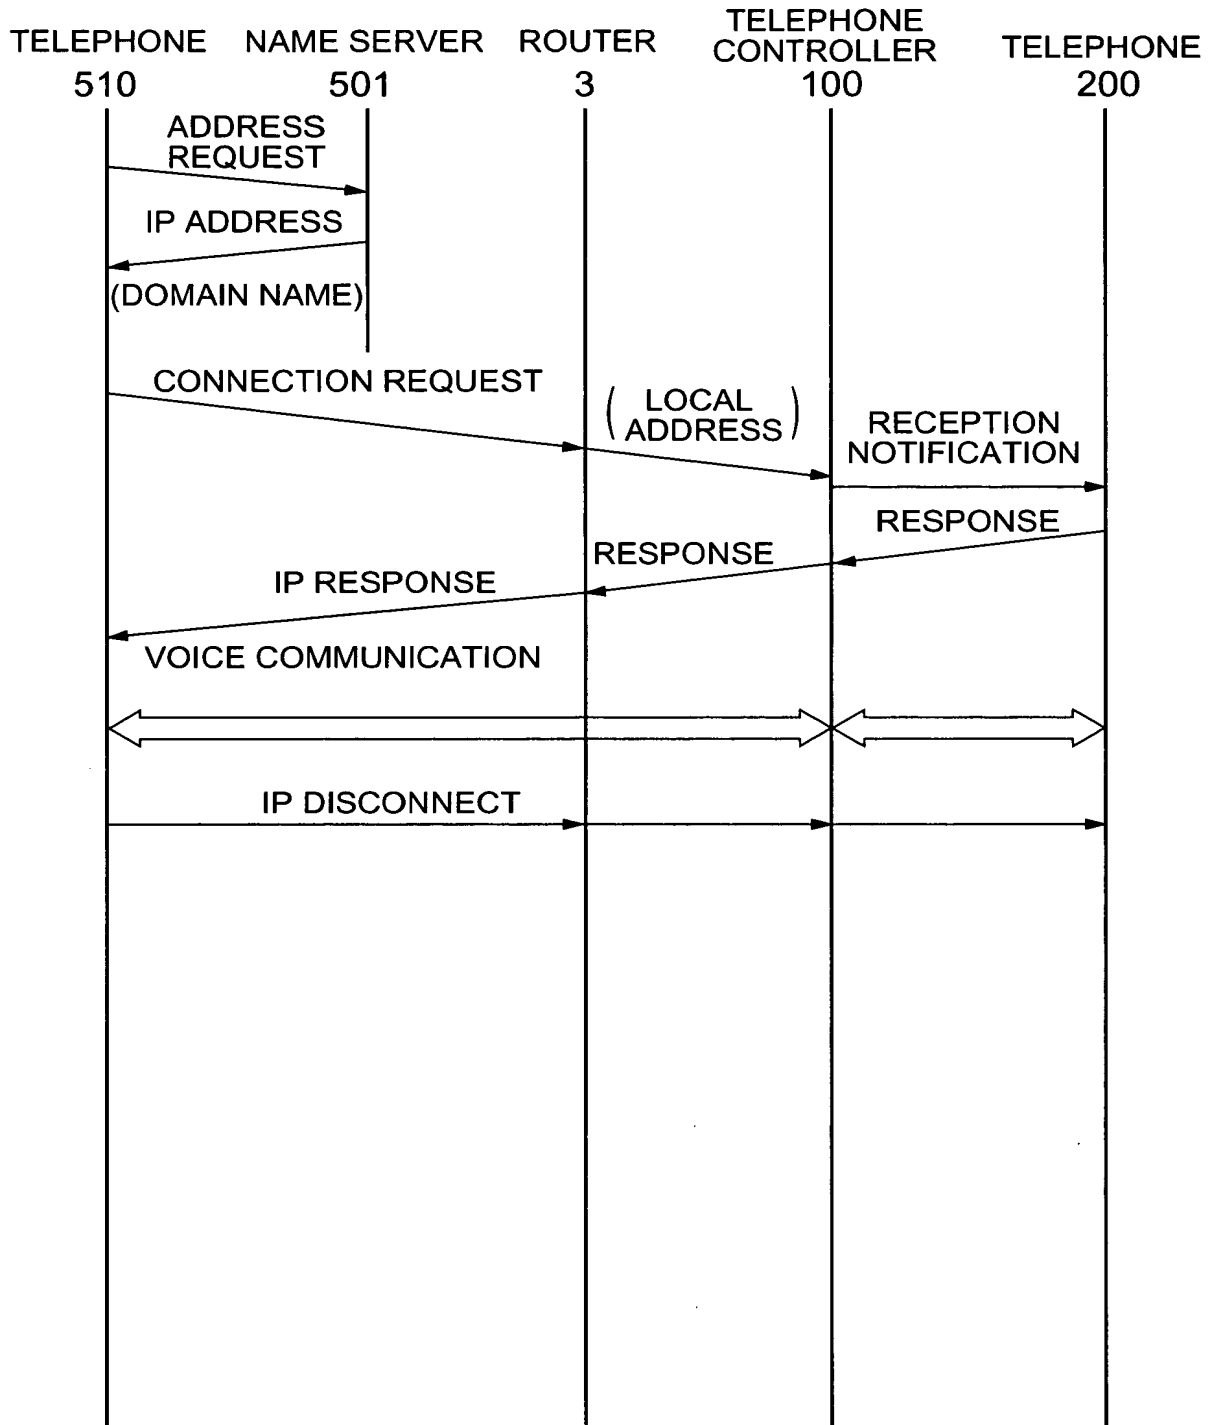 TELEPHONE
510
NAME SERVER
501
ROUTER
3
TELEPHONE
CONTROLLER
100
TELEPHONE
200
ADDRESS
REQUEST
IP ADDRESS
(DOMAIN NAME)
CONNECTION REQUEST
( LOCAL
ADDRESS )
RECEPTION
NOTIFICATION
RESPONSE
RESPONSE
IP RESPONSE
VOICE COMMUNICATION
IP DISCONNECT